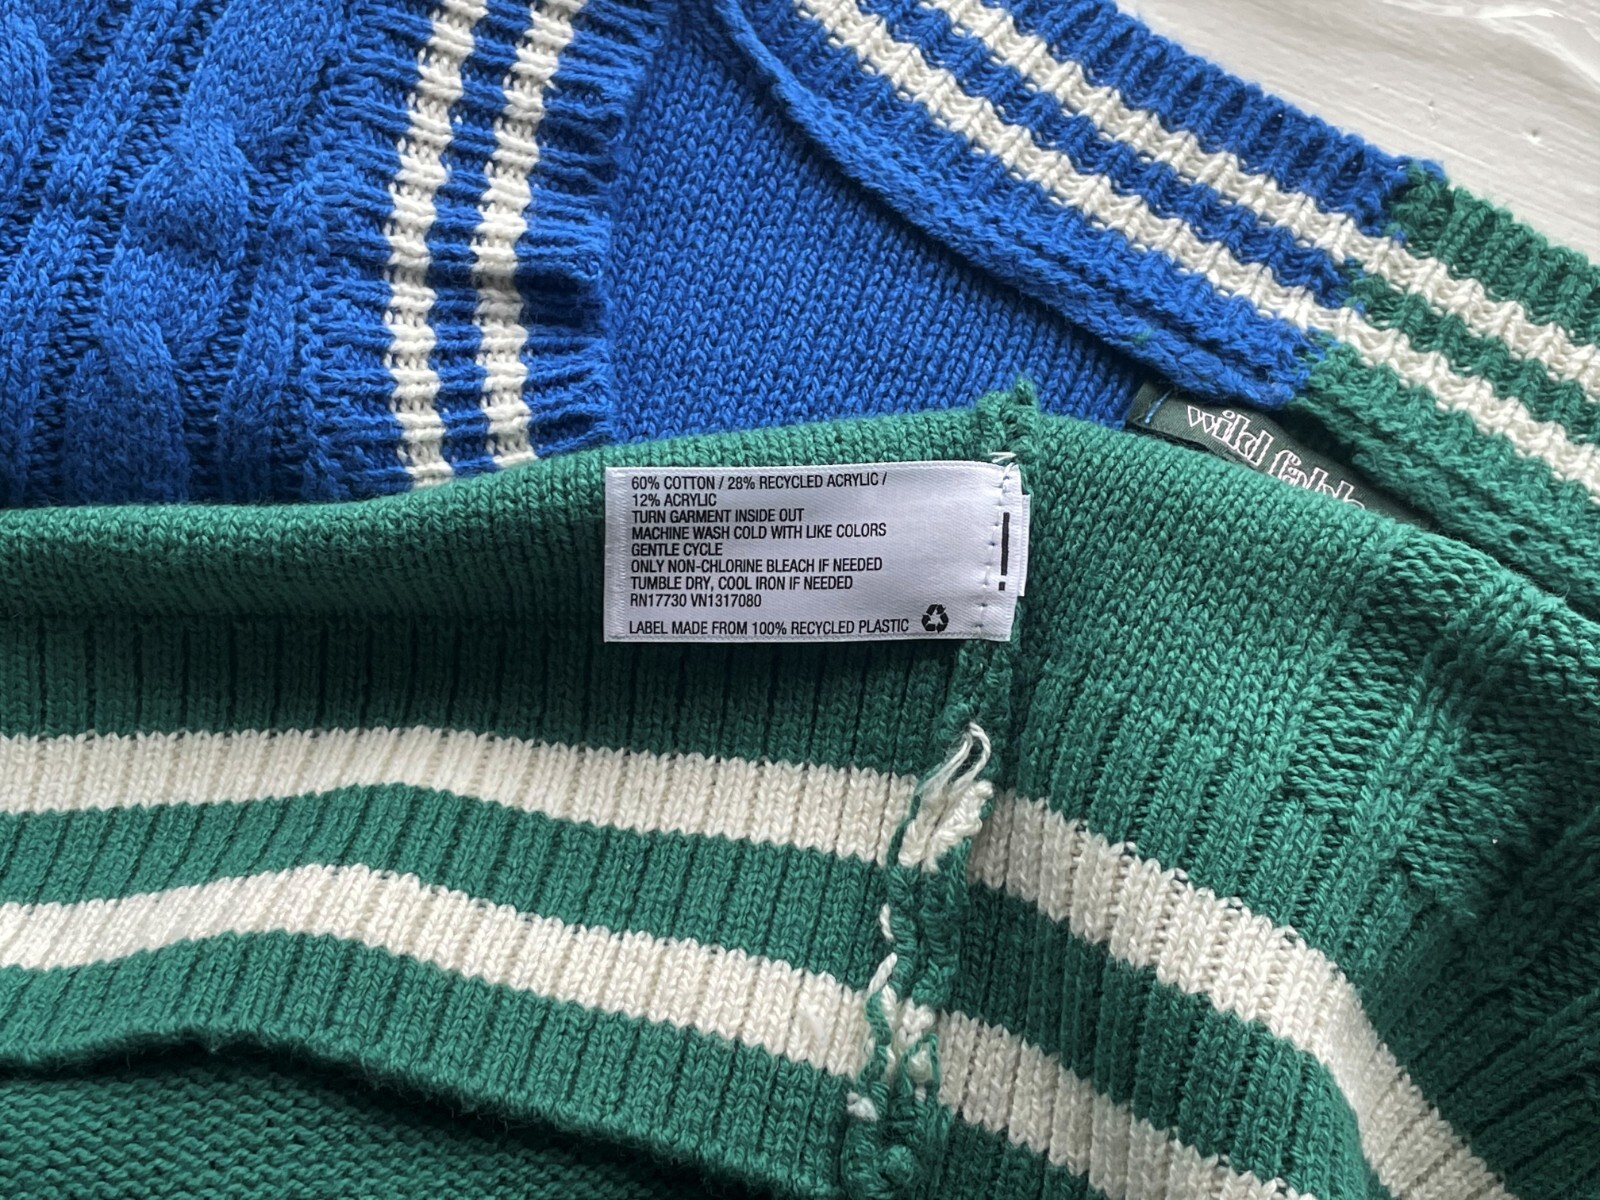 wild fabl
60% COTTON / 28% RECYCLED ACRYLIC /
12% ACRYLIC
TURN GARMENT INSIDE OUT
MACHINE WASH COLD WITH LIKE COLORS
GENTLE CYCLE
ONLY NON-CHLORINE BLEACH IF NEEDED
TUMBLE DRY, COOL IRON IF NEEDED
RN17730 VN1317080
LABEL MADE FROM 100% RECYCLED PLASTIC